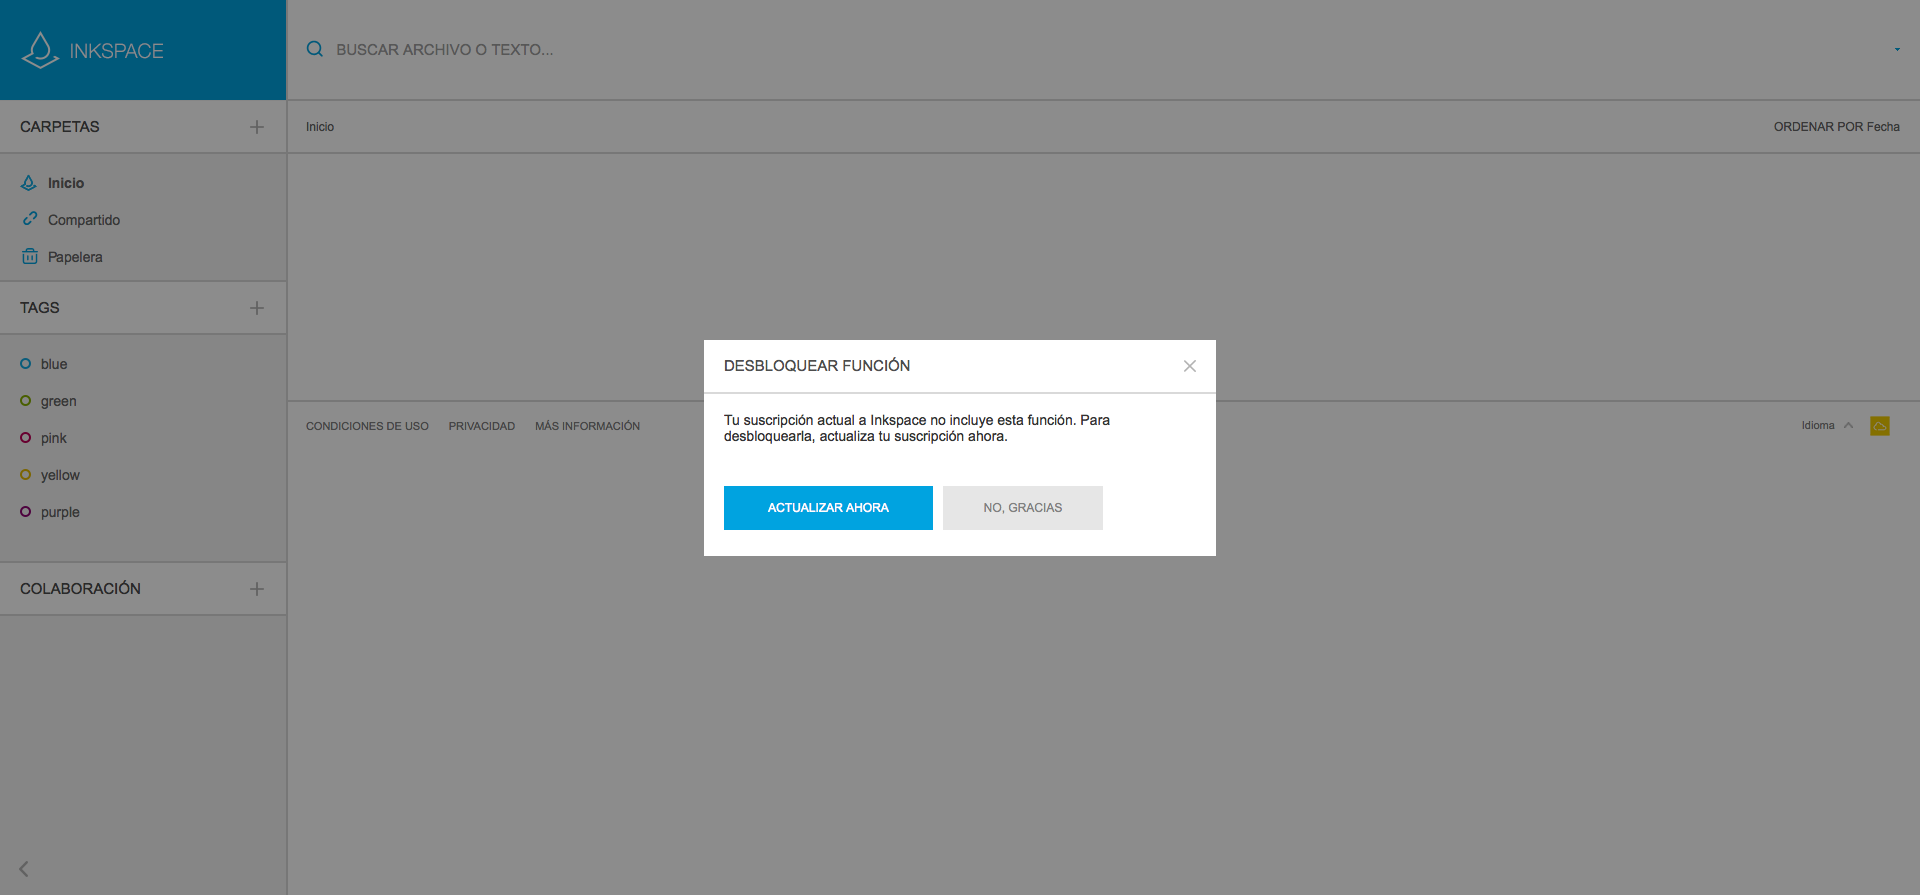 INKSPACE
BUSCAR ARCHIVO O TEXTO...
CARPETAS
Inicio
ORDENAR POR Fecha
Inicio
Compartido
Papelera
TAGS
blue
green
pink
yellow
purple
COLABORACIÓN
DESBLOQUEAR FUNCIÓN
Tu suscripción actual a Inkspace no incluye esta función. Para
desbloquearla, actualiza tu suscripción ahora.
ACTUALIZAR AHORA
NO, GRACIAS
CONDICIONES DE USO
PRIVACIDAD
MÁS INFORMACIÓN
Idioma